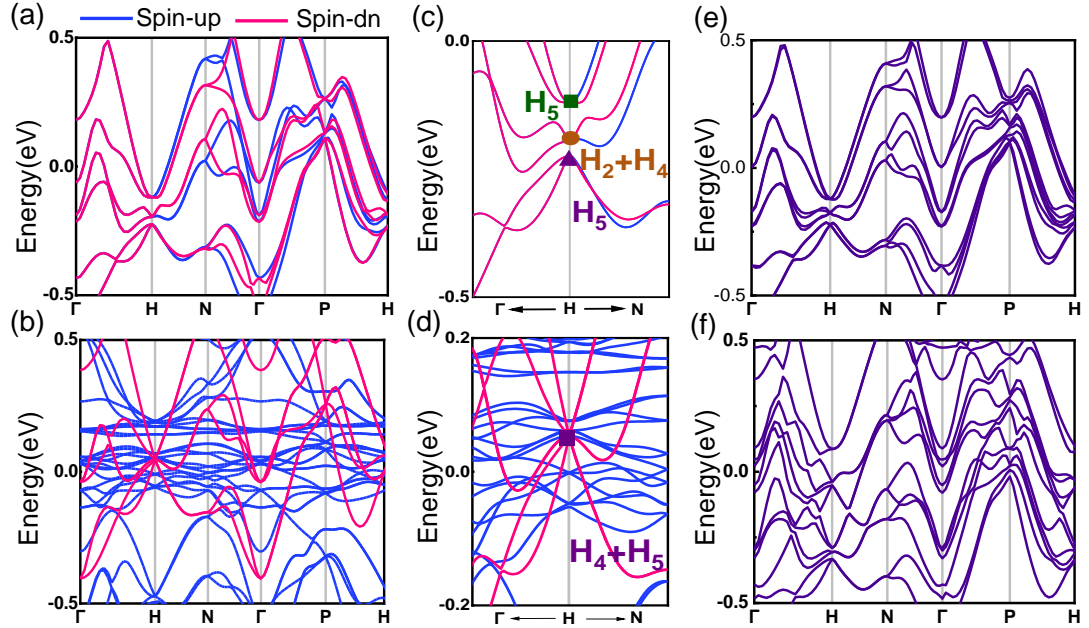 (a) Spin-up Spin-dn
0.5
0.0
-0.5
Energy(eV)
Γ H N Γ P H
(c)
0.0
-0.5
Energy(eV)
H₅
H₂+H₄
H₅
Γ H N
(e)
0.5
0.0
-0.5
Energy(eV)
Γ H N Γ P H
(b)
0.5
0.0
-0.5
Energy(eV)
Γ H N Γ P H
(d)
0.2
0.0
-0.2
Energy(eV)
H₄+H₅
Γ H N
(f)
0.5
0.0
-0.5
Energy(eV)
Γ H N Γ P H